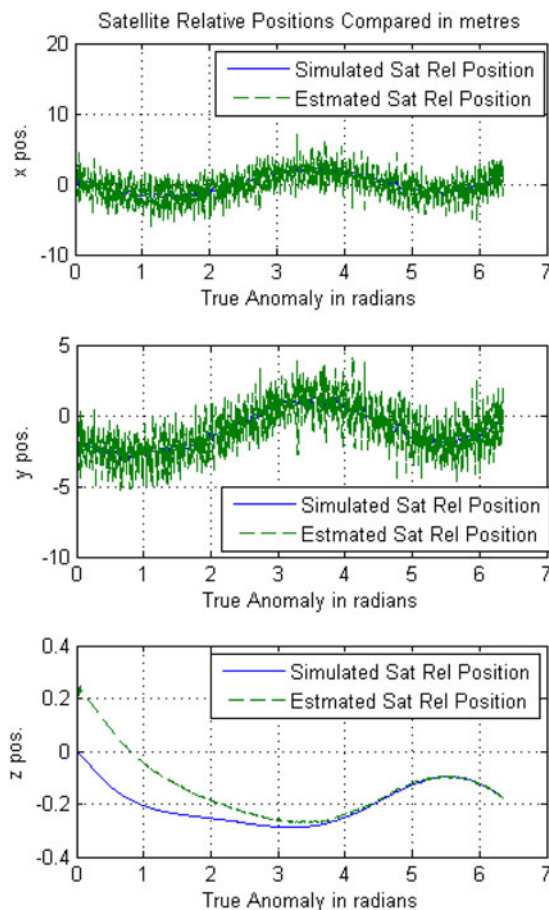 Satellite Relative Positions Compared in metres
20
10
0
-10
x pos.
Simulated Sat Rel Position
Estmated Sat Rel Position
0 1 2 3 4 5 6 7
True Anomaly in radians
5
0
-5
-10
y pos.
Simulated Sat Rel Position
Estmated Sat Rel Position
0 1 2 3 4 5 6 7
True Anomaly in radians
0.4
0.2
0
-0.2
-0.4
z pos.
Simulated Sat Rel Position
Estmated Sat Rel Position
0 1 2 3 4 5 6 7
True Anomaly in radians